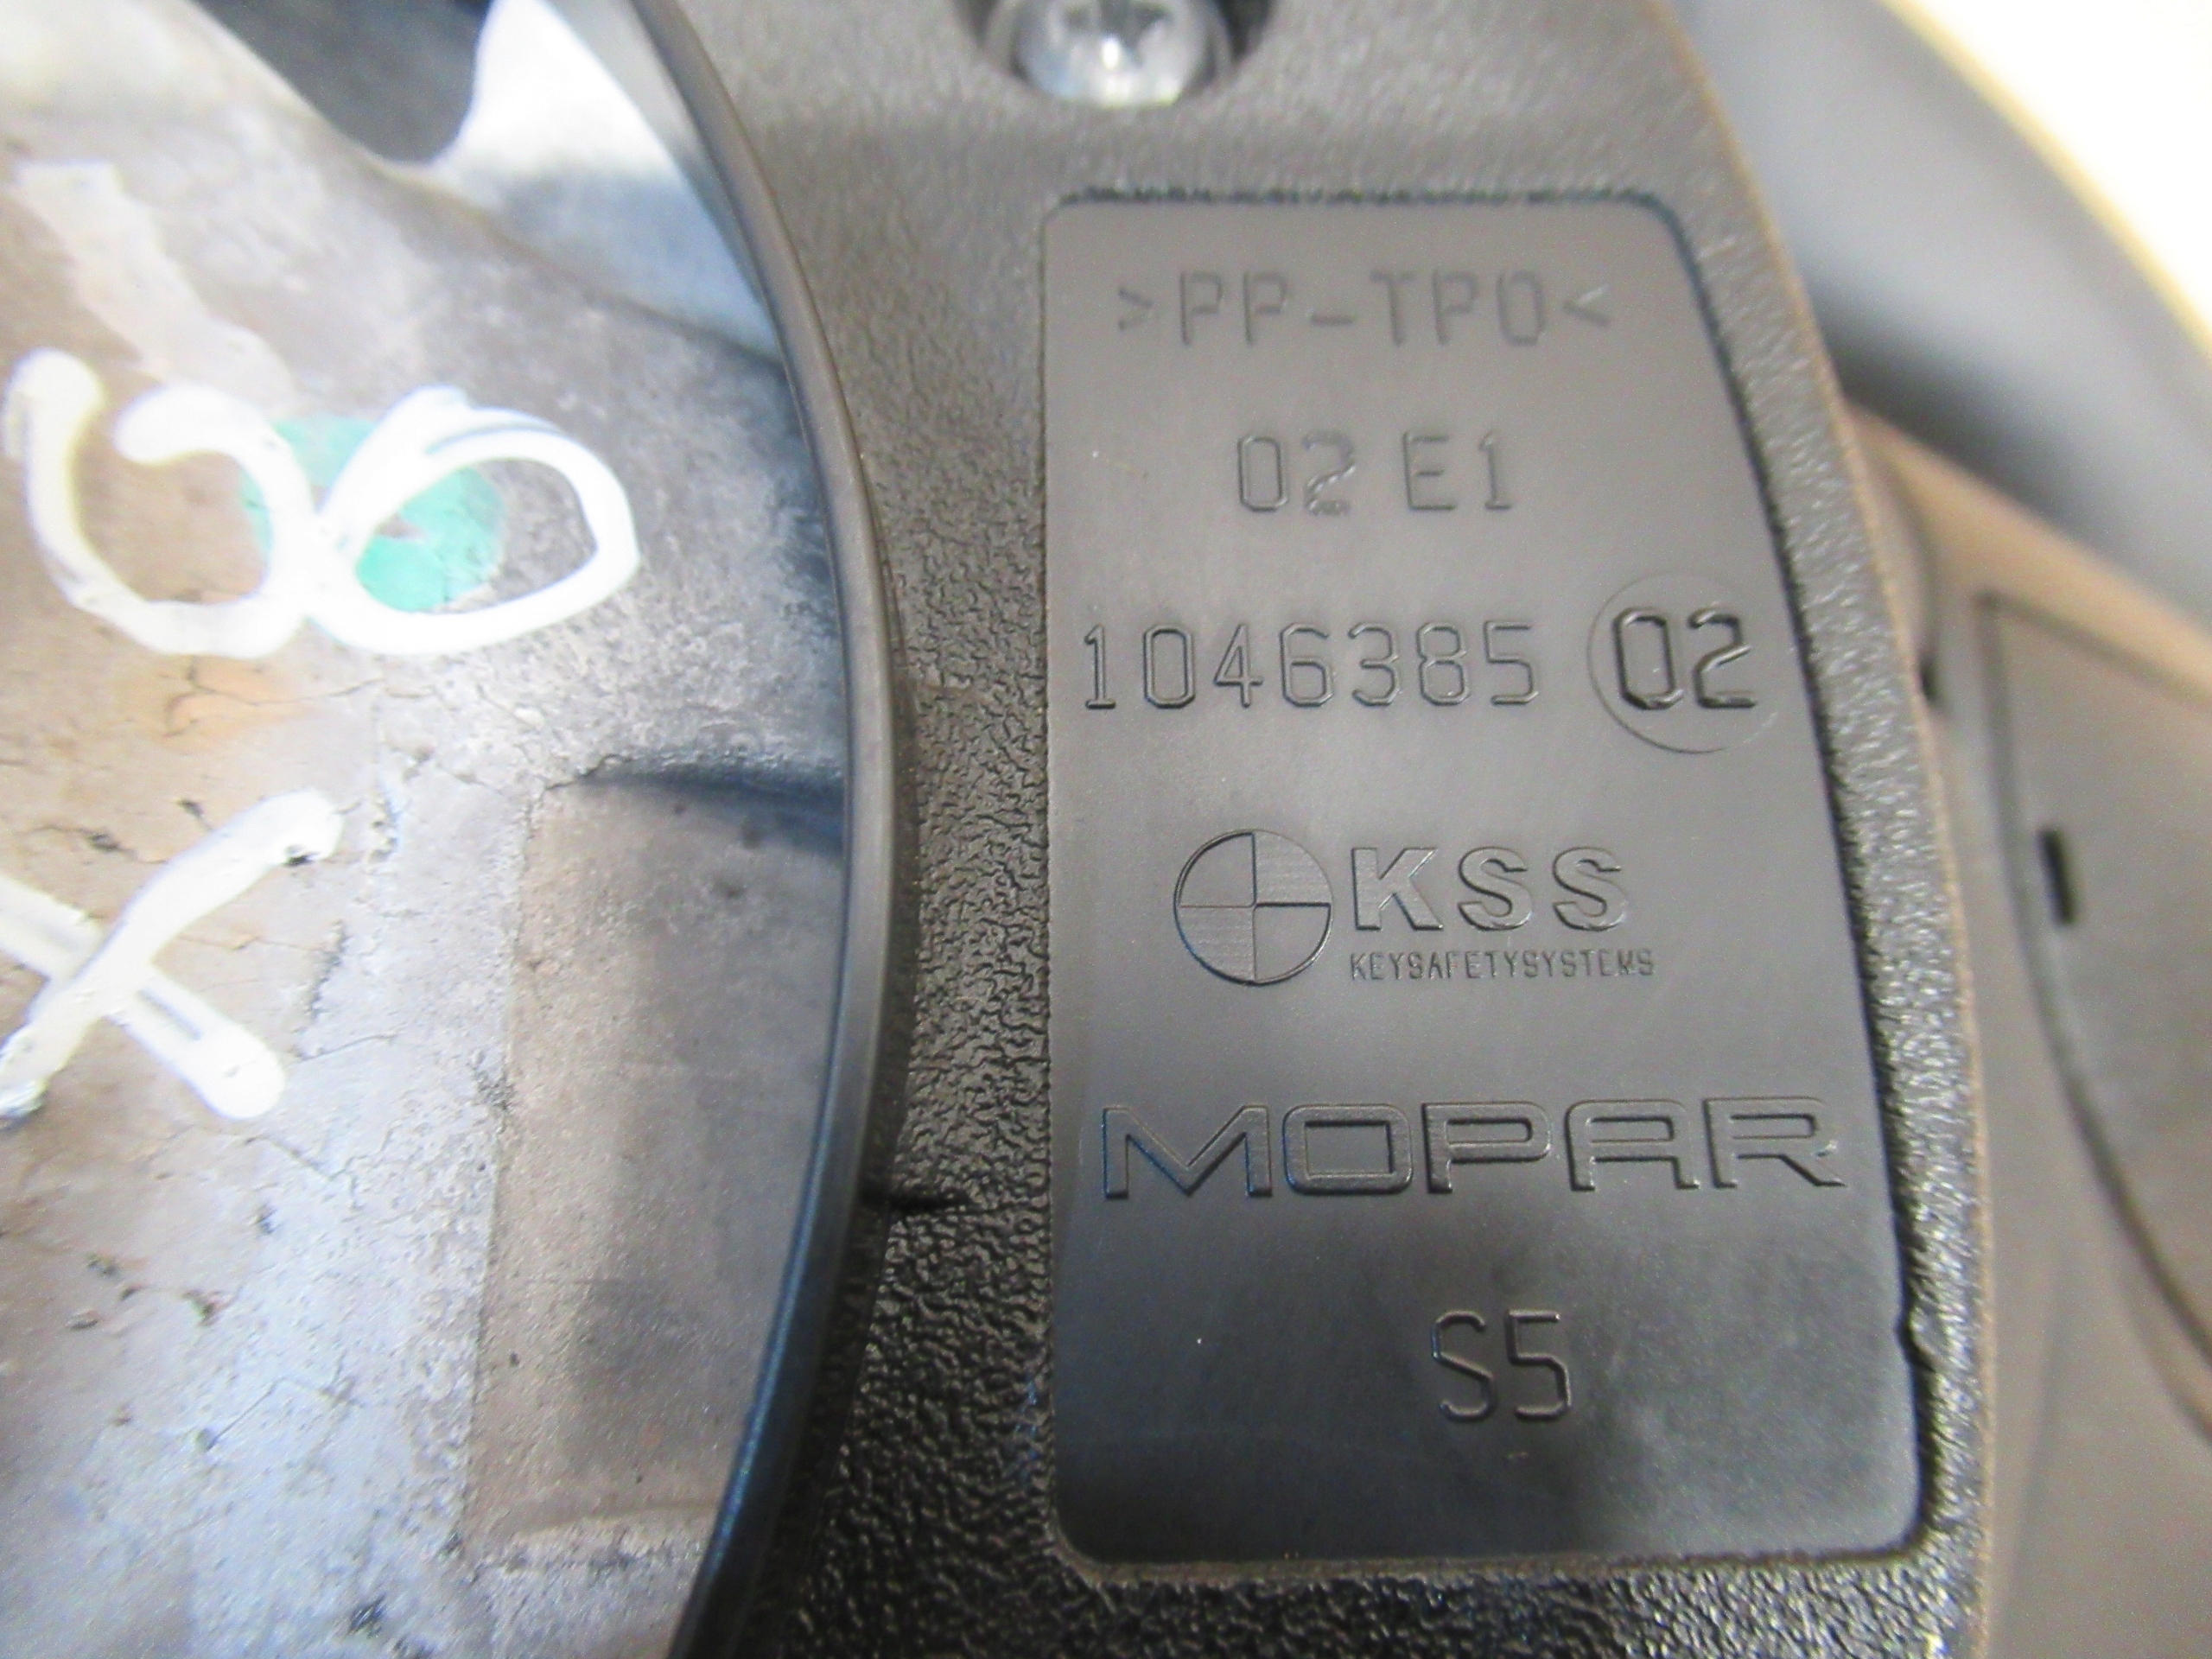 >PP-TPO<
02 E1
1046385 02
KSS
KEYSAFETYSYSTEMS
MOPAR
S5